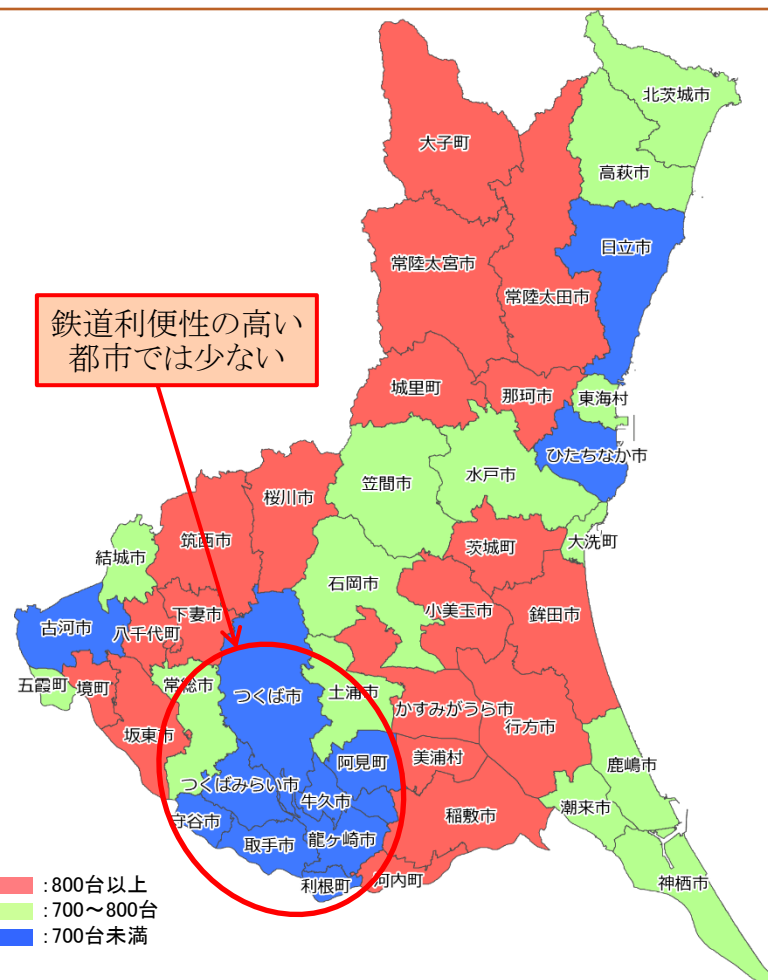 北茨城市
大子町
高萩市
日立市
常陸太宮市
常陸太田市
鉄道利便性の高い
都市では少ない
城里町
那珂市
東海村
ひたちなか市
水戸市
笠間市
桜川市
筑西市
茨城町
大洗町
結城市
石岡市
小美玉市
鉾田市
下妻市
古河市
八千代町
五霞町
境町
常総市
つくば市
土浦市
かすみがうら市
行方市
坂東市
美浦村
阿見町
鹿嶋市
つくばみらい市
牛久市
潮来市
稲敷市
守谷市
取手市
龍ヶ崎市
利根町
河内町
神栖市
:800台以上
:700～800台
:700台未満